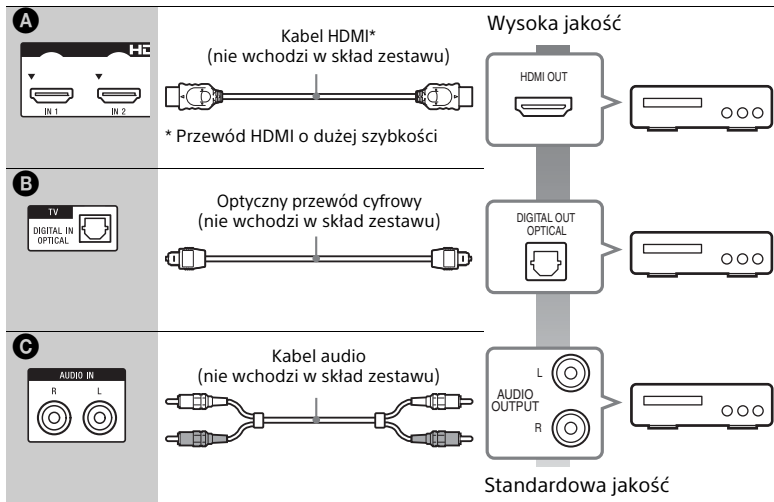 A
Wysoka jakość
HD
IN 1
IN 2
Kabel HDMI*
(nie wchodzi w skład zestawu)
* Przewód HDMI o dużej szybkości
HDMI OUT
B
TV
DIGITAL IN
OPTICAL
Optyczny przewód cyfrowy
(nie wchodzi w skład zestawu)
DIGITAL OUT
OPTICAL
C
AUDIO IN
R
L
Kabel audio
(nie wchodzi w skład zestawu)
L
AUDIO
OUTPUT
R
Standardowa jakość